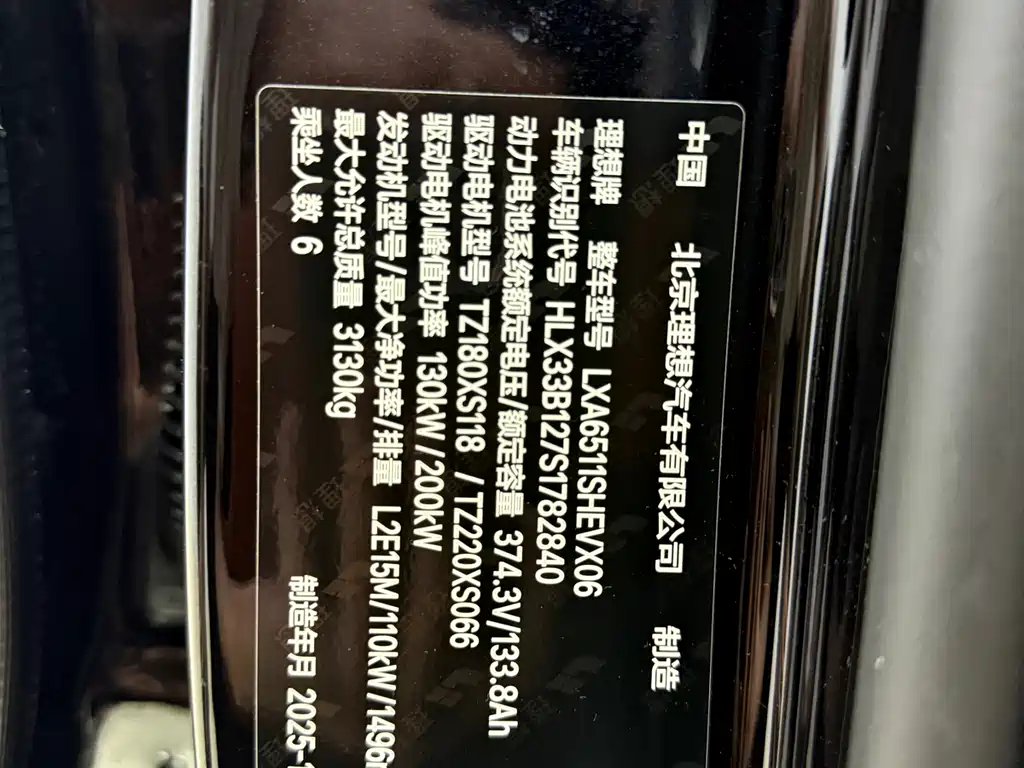 中国 北京理想汽车有限公司 制造
理想牌 整车型号 LXA6511SHEVX06
车辆识别代号 HLX33B127S1782840
动力电池系统额定电压/额定容量 374.3V/133.8Ah
驱动电机型号 TZ180XS118 / TZ220XS066
驱动电机峰值功率 130kW/200kW
发动机型号/最大净功率/排量 L2E15M/110kW/1496
最大允许总质量 3130kg
乘坐人数 6 制造年月 2025-1